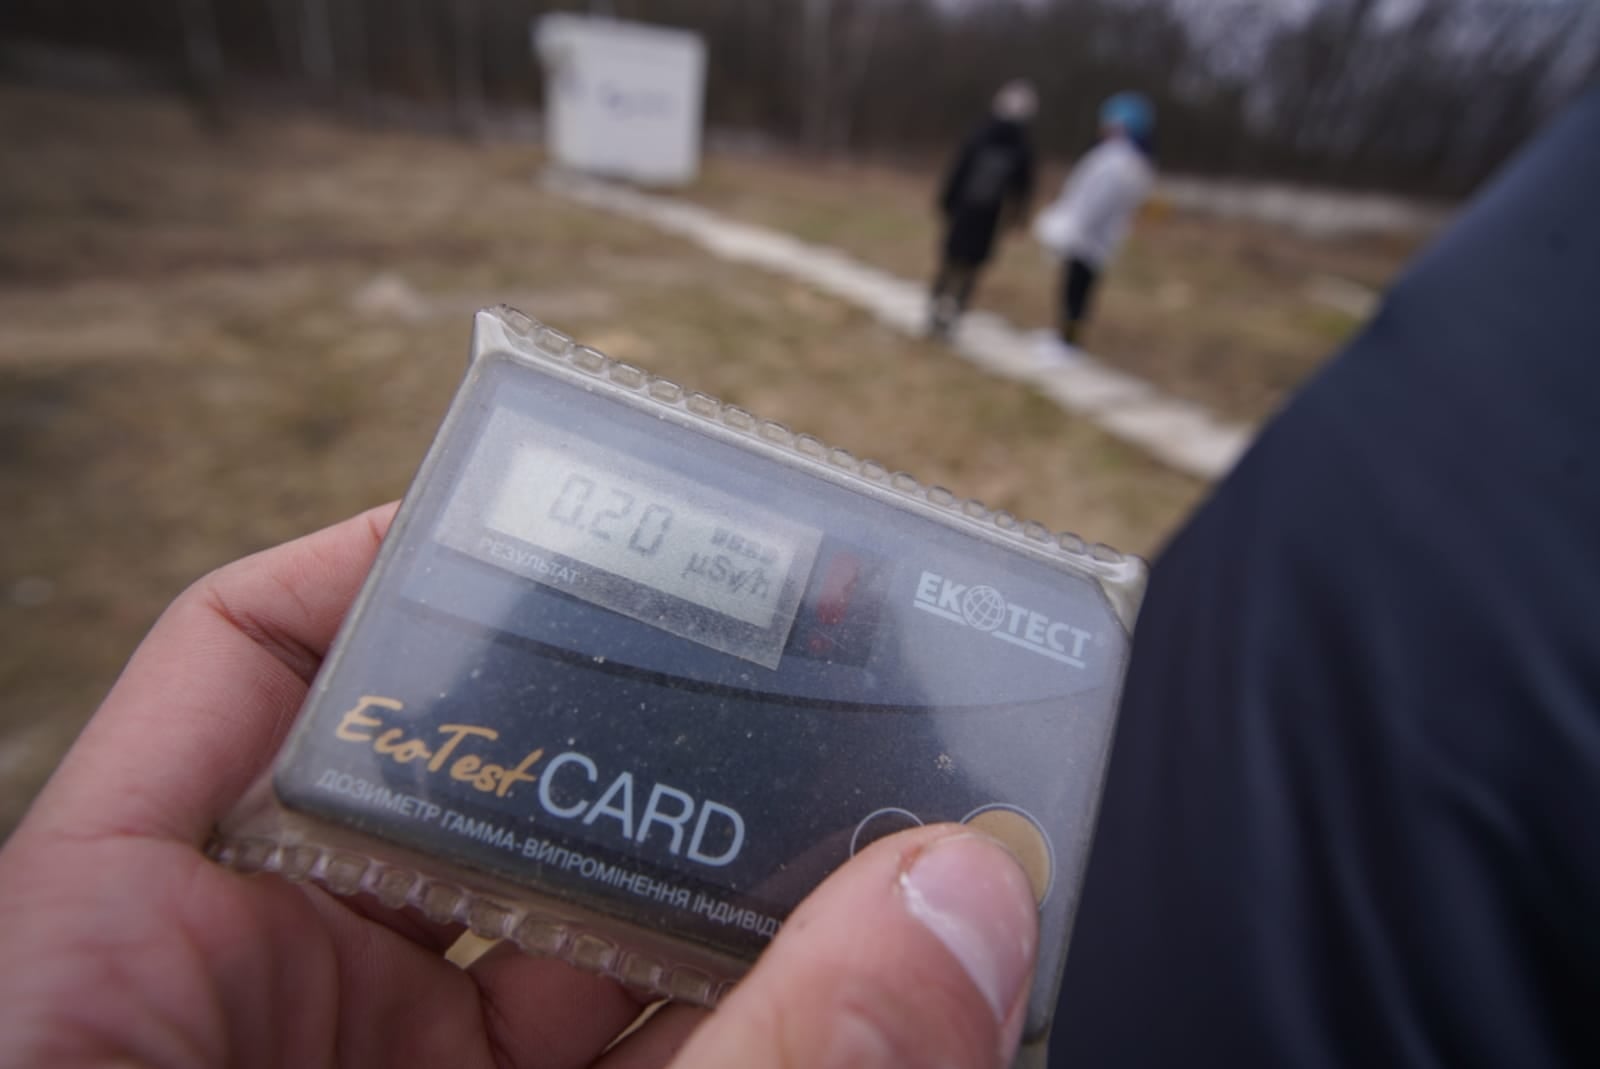 0.20
µSv/h
РЕЗУЛЬТАТ
ЕКОТЕСТ
EcoTest CARD
ДОЗИМЕТР ГАММА-ВИПРОМІНЕННЯ